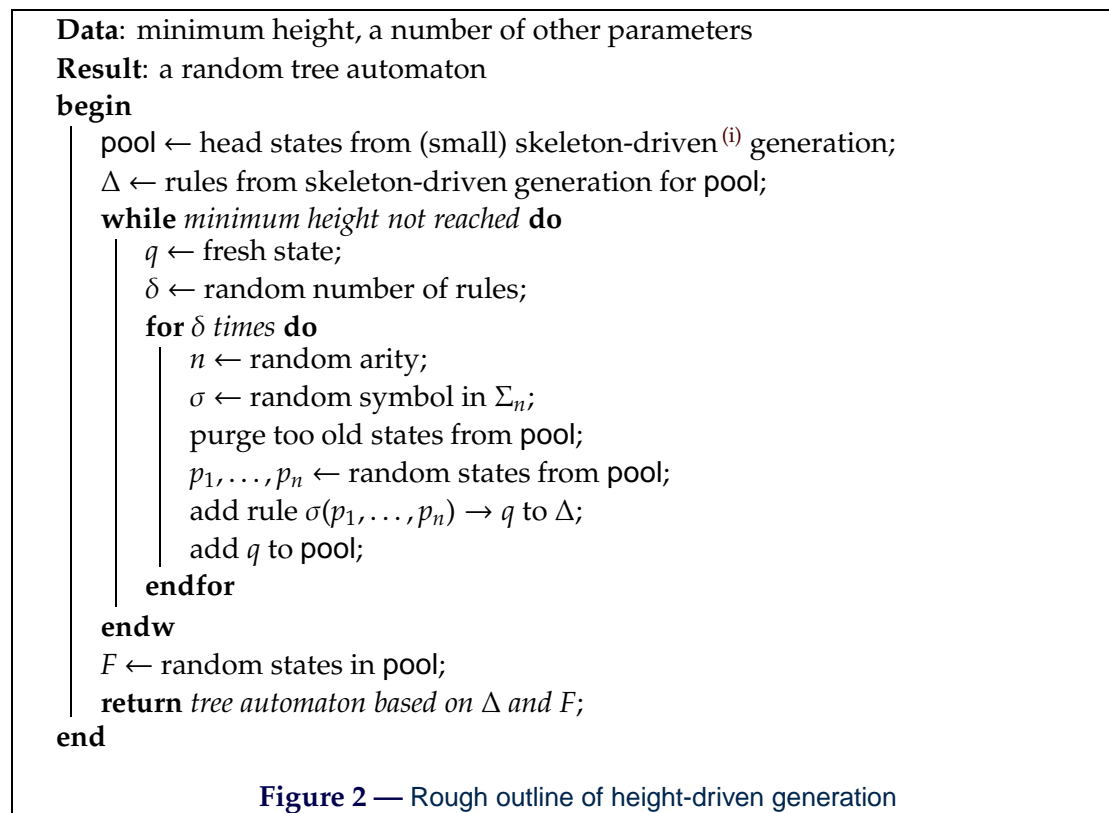 Data: minimum height, a number of other parameters
Result: a random tree automaton
begin
pool ← head states from (small) skeleton-driven (i) generation;
Δ ← rules from skeleton-driven generation for pool;
while minimum height not reached do
q ← fresh state;
δ ← random number of rules;
for δ times do
n ← random arity;
σ ← random symbol in Σn;
purge too old states from pool;
p1, . . . , pn ← random states from pool;
add rule σ(p1, . . . , pn) → q to Δ;
add q to pool;
endfor
endw
F ← random states in pool;
return tree automaton based on Δ and F;
end
Figure 2 — Rough outline of height-driven generation